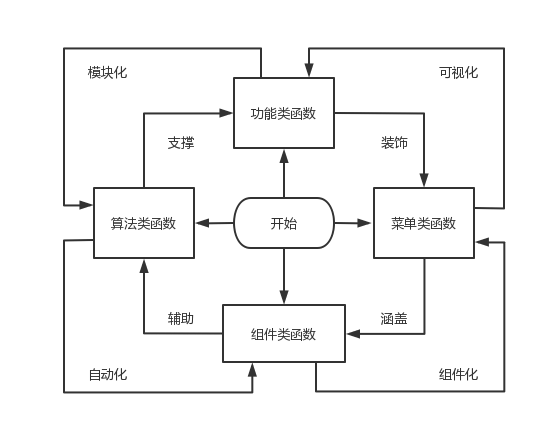 模块化
可视化
功能类函数
支撑
装饰
算法类函数
开始
菜单类函数
辅助
组件类函数
涵盖
自动化
组件化